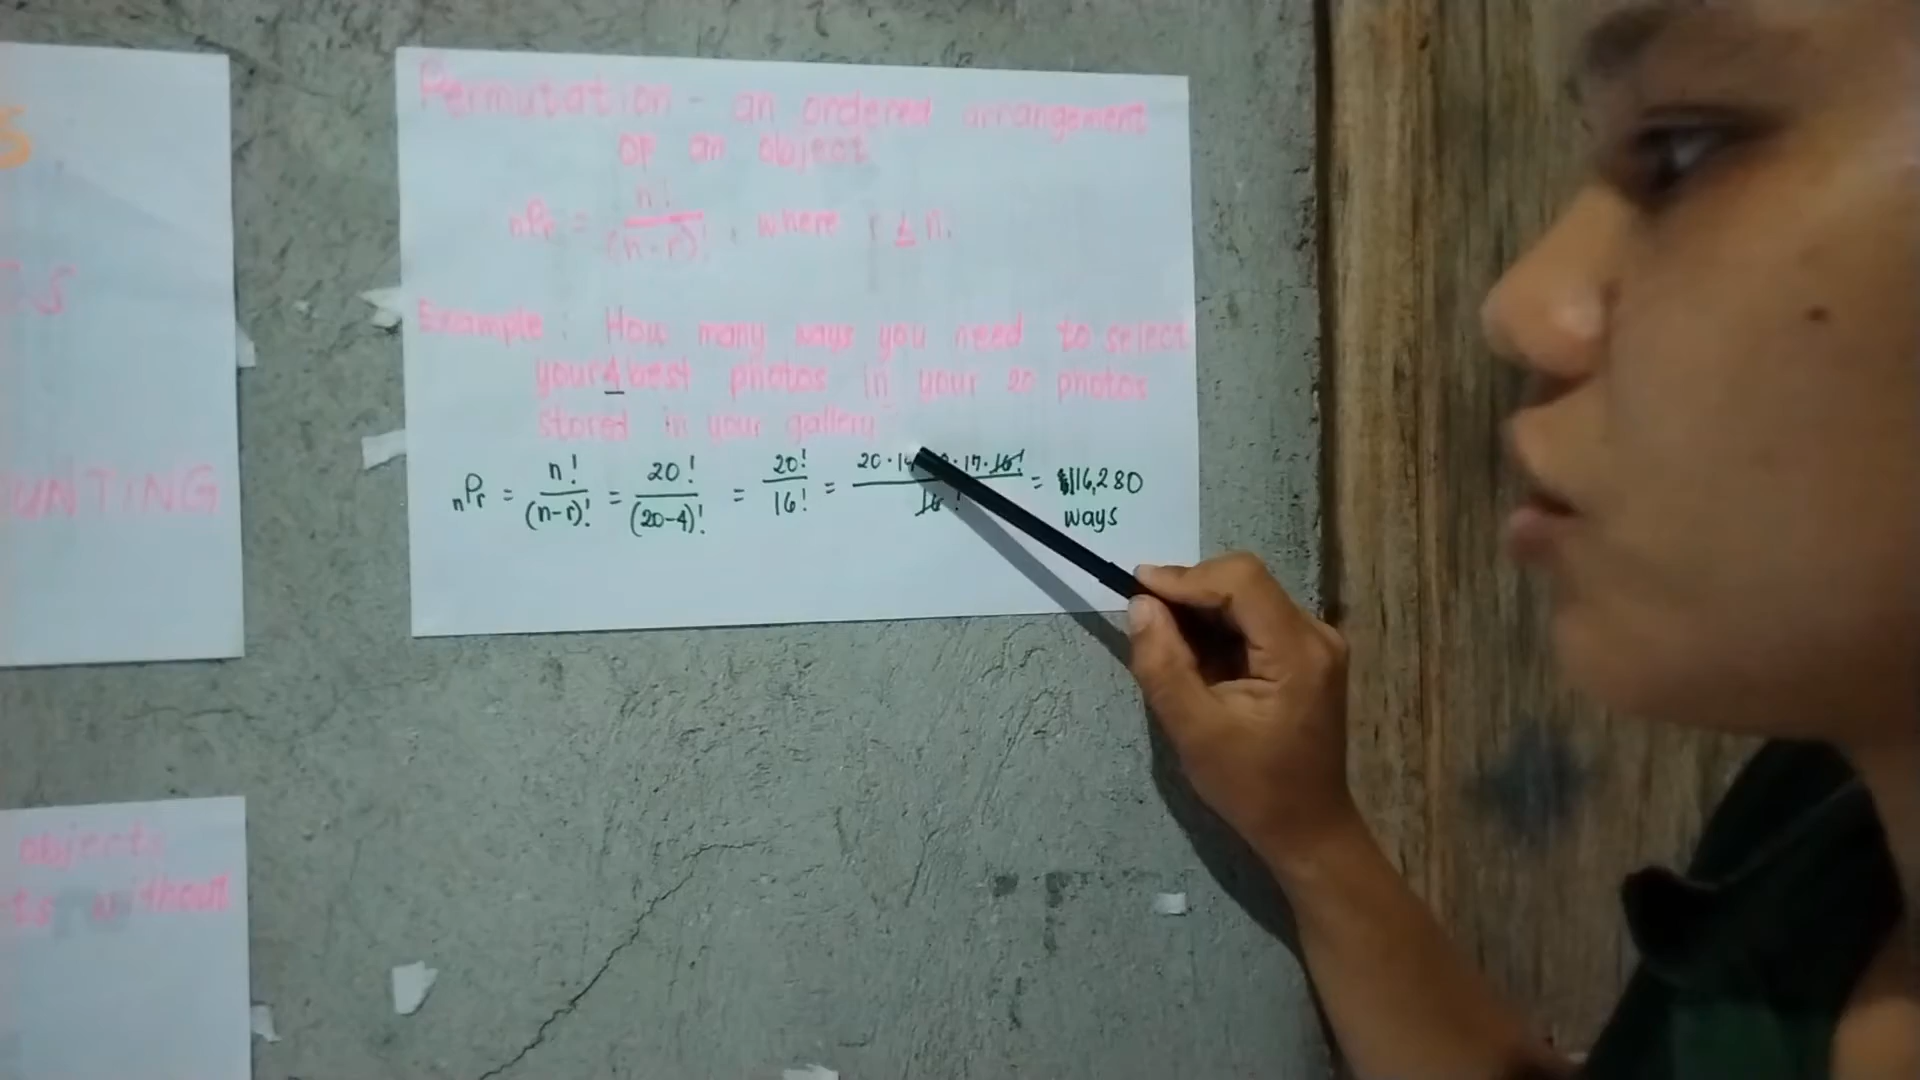 S
ES
UNTING
objects
ts without
Permutation - an ordered arrangement
of an object
nPr = n! / (n-r)! , where r ≤ n.
Example : How many ways you need to select
your 4 best photos in your 20 photos
stored in your gallery
nPr = n! / (n-r)! = 20! / (20-4)! = 20! / 16! = 20 · 17 · 16! / 16! = 116,280
ways